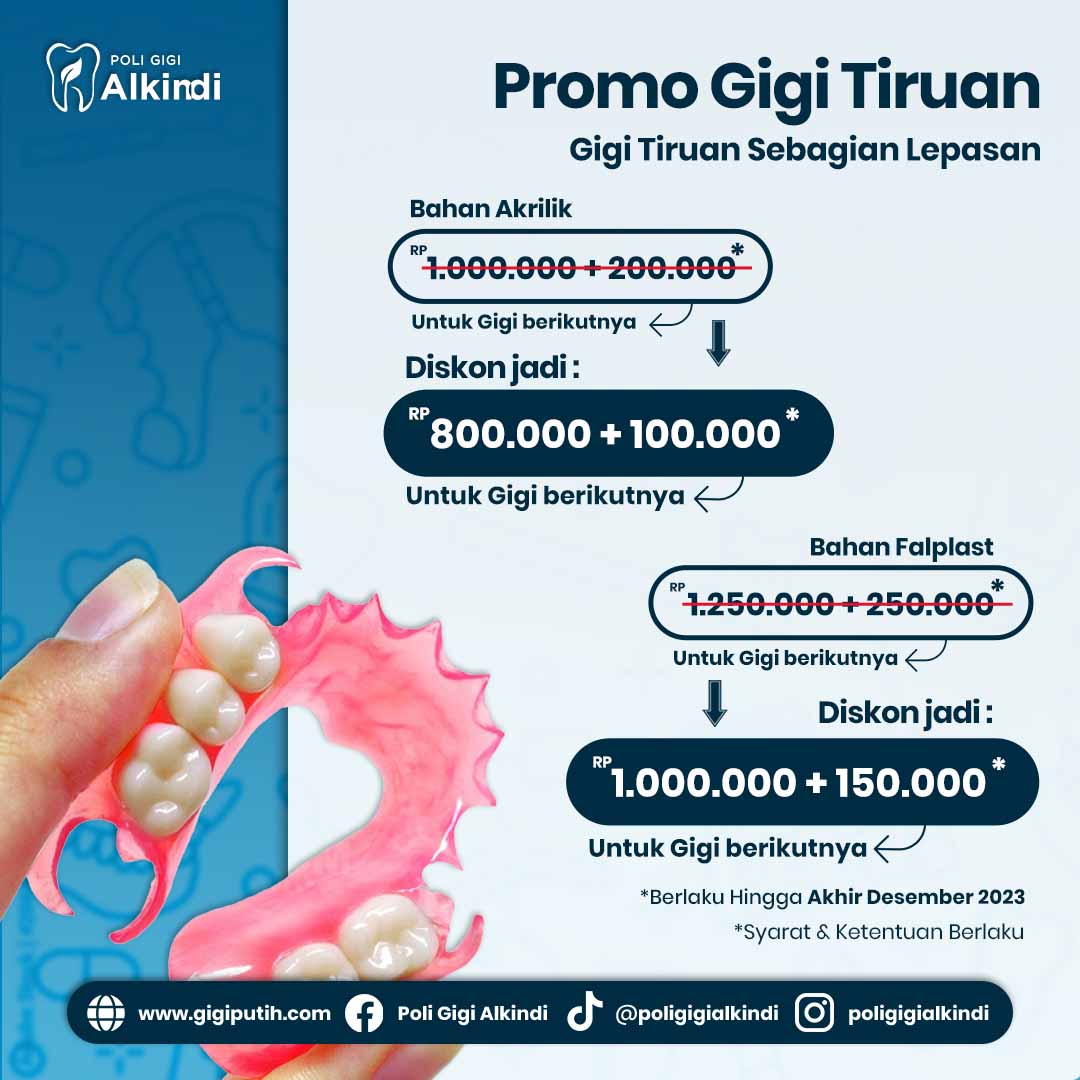 POLI GIGI
Alkindi
Promo Gigi Tiruan
Gigi Tiruan Sebagian Lepasan
Bahan Akrilik
RP 1.000.000 + 200.000*
Untuk Gigi berikutnya
Diskon jadi :
RP 800.000 + 100.000*
Untuk Gigi berikutnya
Bahan Falplast
RP 1.250.000 + 250.000*
Untuk Gigi berikutnya
Diskon jadi :
RP 1.000.000 + 150.000*
Untuk Gigi berikutnya
*Berlaku Hingga Akhir Desember 2023
*Syarat & Ketentuan Berlaku
www.gigiputih.com Poli Gigi Alkindi @poligigialkindi poligigialkindi